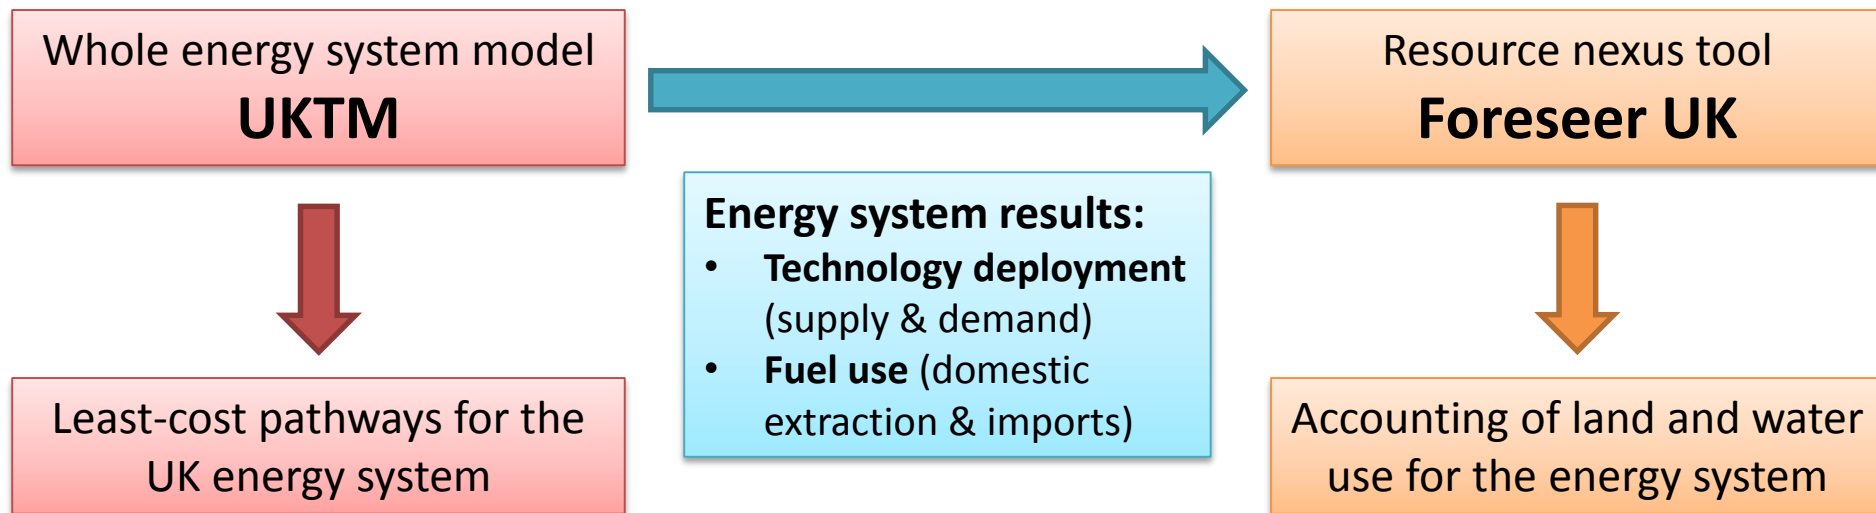 Whole energy system model
UKTM
Resource nexus tool
Foreseer UK
Energy system results:
• Technology deployment
(supply & demand)
• Fuel use (domestic
extraction & imports)
Least-cost pathways for the
UK energy system
Accounting of land and water
use for the energy system